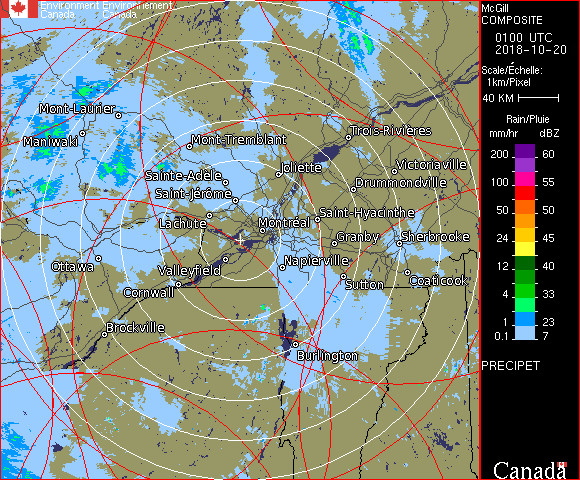 Environment Environnement
Canada Canada
McGill
COMPOSITE
0100 UTC
2018-10-20
Scale/Échelle:
1km/Pixel
40 KM
Rain/Pluie
mm/hr dBZ
200 60
100 55
50 50
24 45
12 40
4 33
1 23
0.1 7
PRECIPET
Canada
Mont-Laurier
Maniwaki
Mont-Tremblant
Trois-Rivières
Joliette
Victoriaville
Sainte-Adèle
Drummondville
Saint-Jérôme
Lachute
Saint-Hyacinthe
Montréal
Granby
Sherbrooke
Ottawa
Valleyfield
Napierville
Cornwall
Sutton
Coaticook
Brockville
Burlington